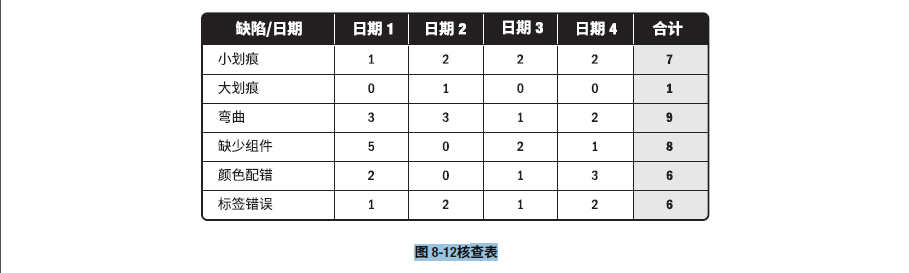 缺陷/日期 日期 1 日期 2 日期 3 日期 4 合计
小划痕 1 2 2 2 7
大划痕 0 1 0 0 1
弯曲 3 3 1 2 9
缺少组件 5 0 2 1 8
颜色配错 2 0 1 3 6
标签错误 1 2 1 2 6
图 8-12核查表